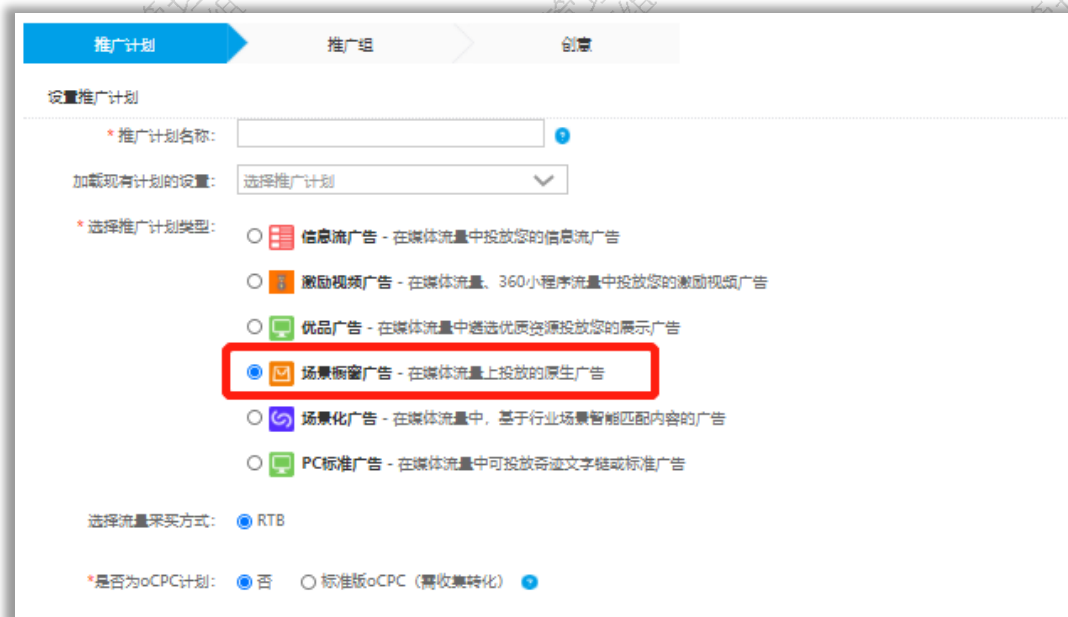 推广计划 推广组 创意
设置推广计划
* 推广计划名称: ?
加载现有计划的设置: 选择推广计划
* 选择推广计划类型:
信息流广告 - 在媒体流量中投放您的信息流广告
激励视频广告 - 在媒体流量、360小程序流量中投放您的激励视频广告
优品广告 - 在媒体流量中遴选优质资源投放您的展示广告
场景橱窗广告 - 在媒体流量上投放的原生广告
场景化广告 - 在媒体流量中, 基于行业场景智能匹配内容的广告
PC标准广告 - 在媒体流量中可投放奇迹文字链或标准广告
选择流量采买方式: RTB
*是否为oCPC计划: 否 标准版oCPC (需收集转化) ?